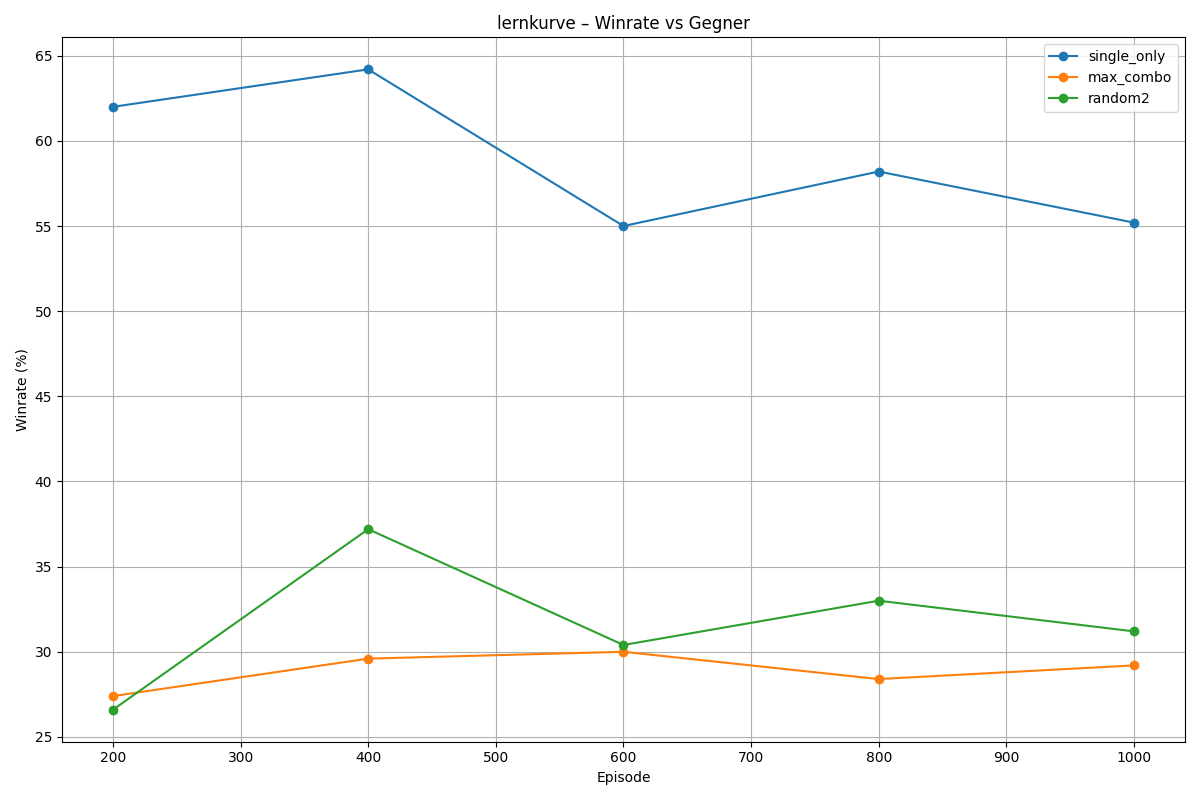 lernkurve – Winrate vs Gegner
single_only
max_combo
random2
Winrate (%)
65
60
55
50
45
40
35
30
25
200 300 400 500 600 700 800 900 1000
Episode